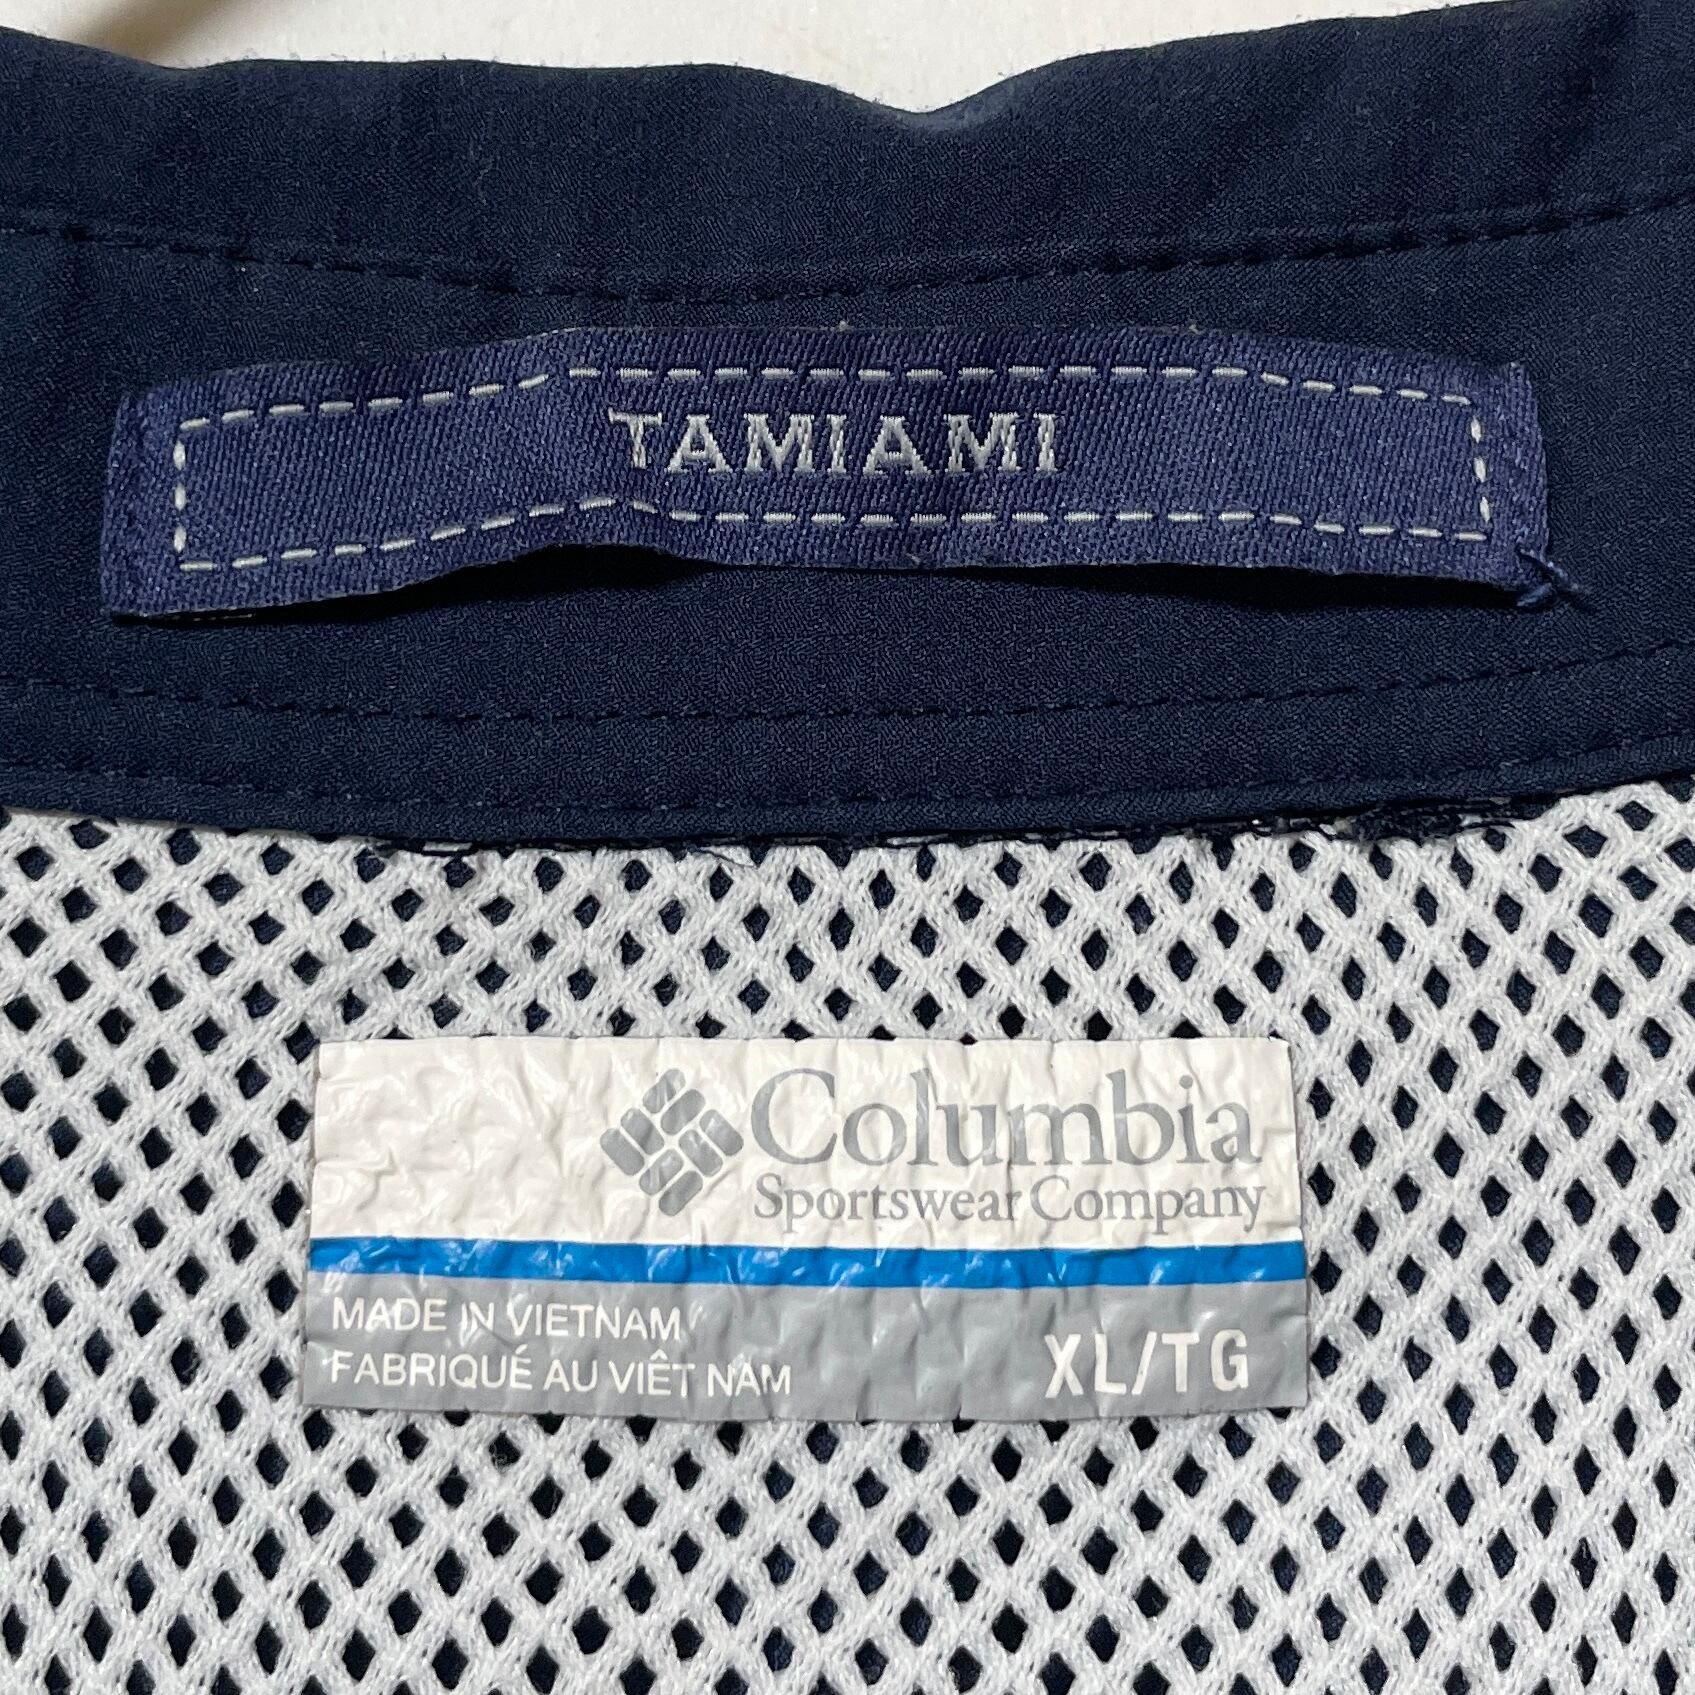 TAMIAMI
Columbia
Sportswear Company
MADE IN VIETNAM
FABRIQUÉ AU VIÊT NAM
XL/TG